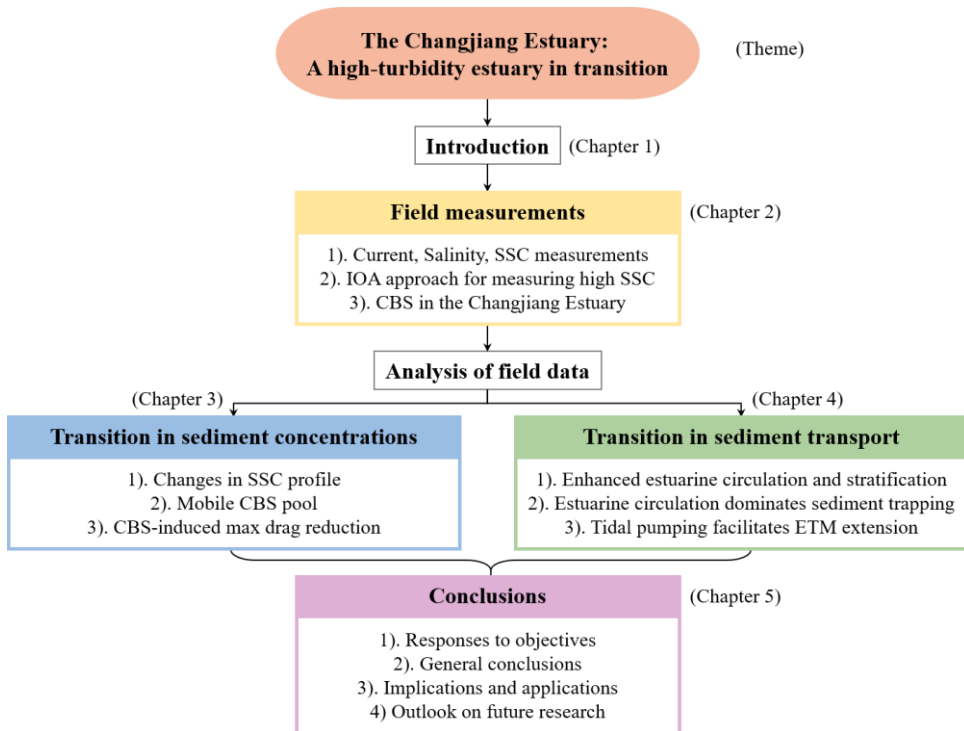 The Changjiang Estuary:
A high-turbidity estuary in transition
(Theme)
Introduction
(Chapter 1)
Field measurements
(Chapter 2)
1). Current, Salinity, SSC measurements
2). IOA approach for measuring high SSC
3). CBS in the Changjiang Estuary
Analysis of field data
(Chapter 3)
Transition in sediment concentrations
1). Changes in SSC profile
2). Mobile CBS pool
3). CBS-induced max drag reduction
(Chapter 4)
Transition in sediment transport
1). Enhanced estuarine circulation and stratification
2). Estuarine circulation dominates sediment trapping
3). Tidal pumping facilitates ETM extension
Conclusions
(Chapter 5)
1). Responses to objectives
2). General conclusions
3). Implications and applications
4) Outlook on future research